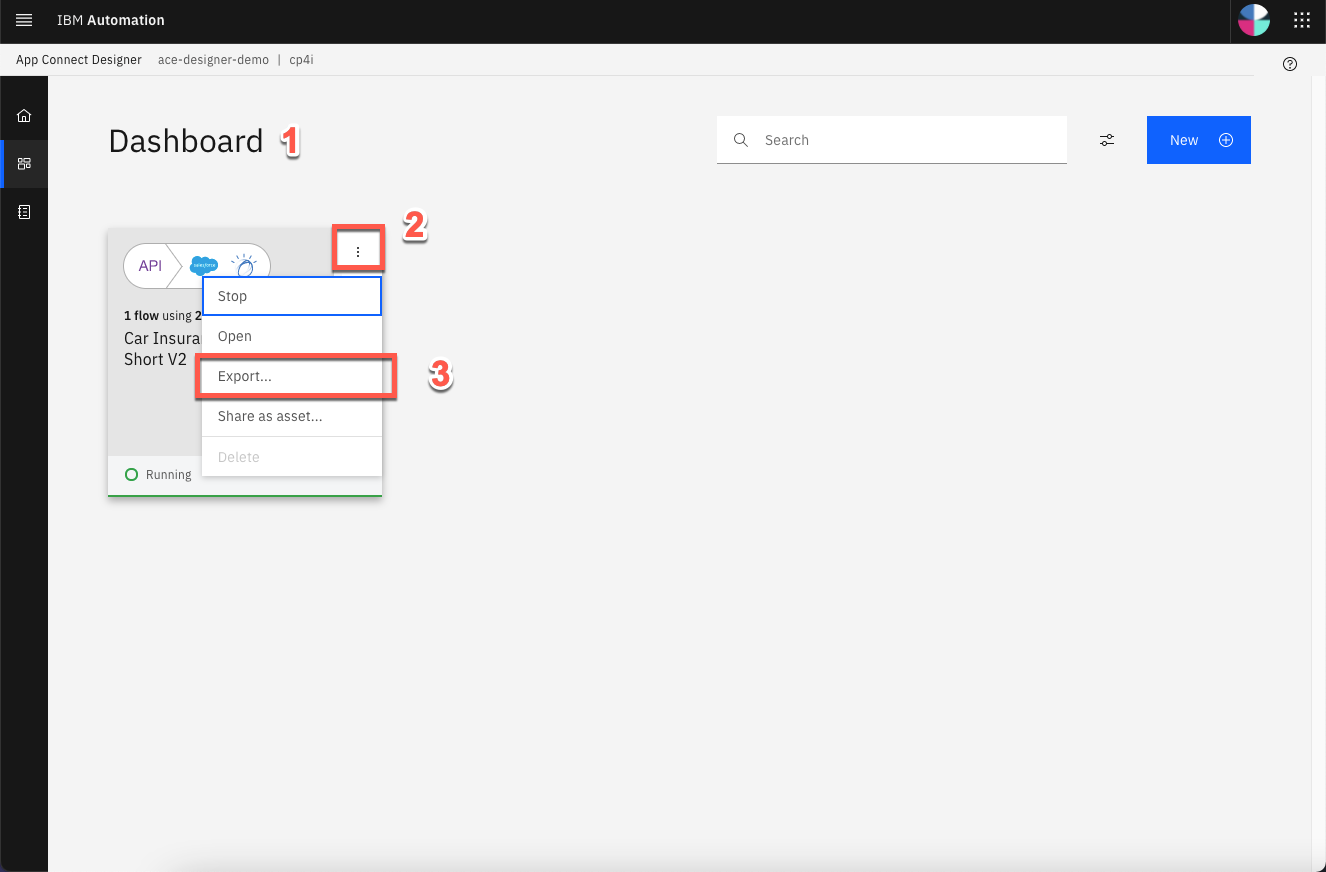 IBM Automation
App Connect Designer ace-designer-demo | cp4i
Dashboard 1
Search
New
2
API salesforce
Stop
1 flow using 2
Open
Car Insura
Short V2
Export...
3
Share as asset...
Delete
Running